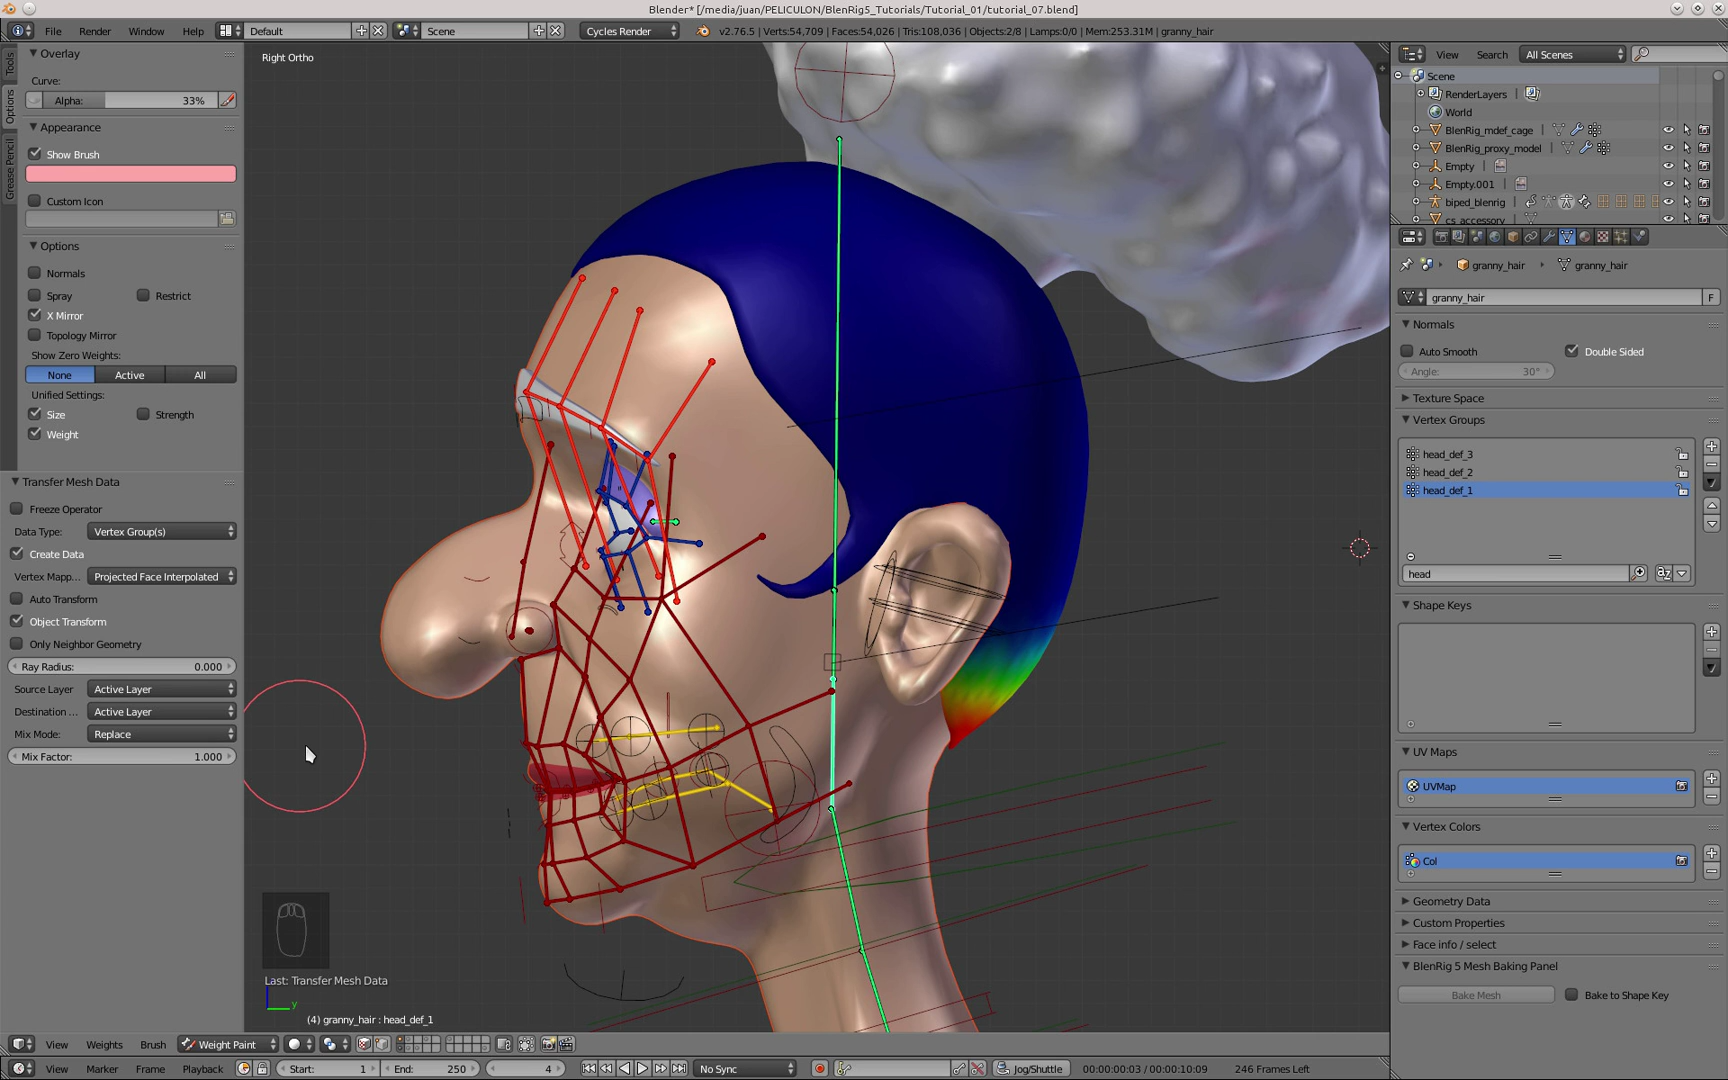 Blender* [/media/juan/PELICULON/BlenRig5_Tutorials/Tutorial_01/tutorial_07.blend]
File Render Window Help Default Scene Cycles Render v2.76.5 | Verts:54,709 | Faces:54,026 | Tris:108,036 | Objects:2/8 | Lamps:0/0 | Mem:253.31M | granny_hair
Tools
Options
Grease Pencil
Overlay
Curve:
Alpha: 33%
Appearance
Show Brush
Custom Icon
Options
Normals
Spray Restrict
X Mirror
Topology Mirror
Show Zero Weights:
None Active All
Unified Settings:
Size Strength
Weight
Transfer Mesh Data
Freeze Operator
Data Type: Vertex Group(s)
Create Data
Vertex Mapp... Projected Face Interpolated
Auto Transform
Object Transform
Only Neighbor Geometry
Ray Radius: 0.000
Source Layer Active Layer
Destination ... Active Layer
Mix Mode: Replace
Mix Factor: 1.000
Right Ortho
Last: Transfer Mesh Data
y
(4) granny_hair : head_def_1
View Search All Scenes
Scene
RenderLayers
World
BlenRig_mdef_cage
BlenRig_proxy_model
Empty
Empty.001
biped_blenrig
cs_accessory
granny_hair granny_hair
granny_hair F
Normals
Auto Smooth Double Sided
Angle: 30°
Texture Space
Vertex Groups
head_def_3
head_def_2
head_def_1
head
Shape Keys
UV Maps
UVMap
Vertex Colors
Col
Geometry Data
Custom Properties
Face info / select
BlenRig 5 Mesh Baking Panel
Bake Mesh Bake to Shape Key
View Weights Brush Weight Paint
View Marker Frame Playback Start: 1 End: 250 4 No Sync Jog/Shuttle 00:00:00:03 / 00:00:10:09 246 Frames Left